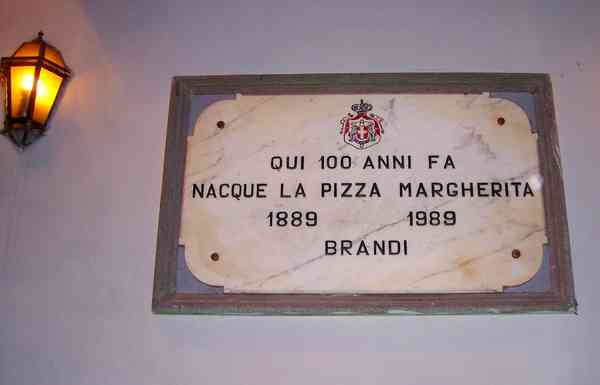 QUI 100 ANNI FA
NACQUE LA PIZZA MARGHERITA
1889 1989
BRANDI